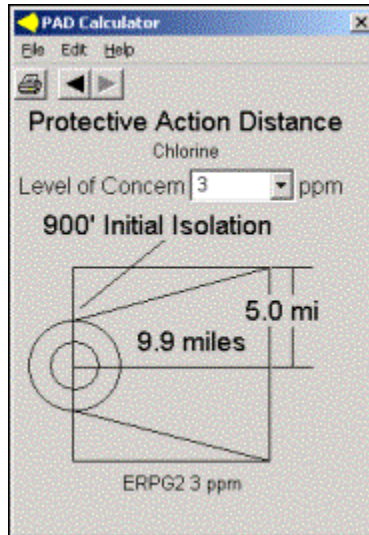 PAD Calculator
File Edit Help
Protective Action Distance
Chlorine
Level of Concern 3 ppm
900' Initial Isolation
5.0 mi
9.9 miles
ERPG2 3 ppm